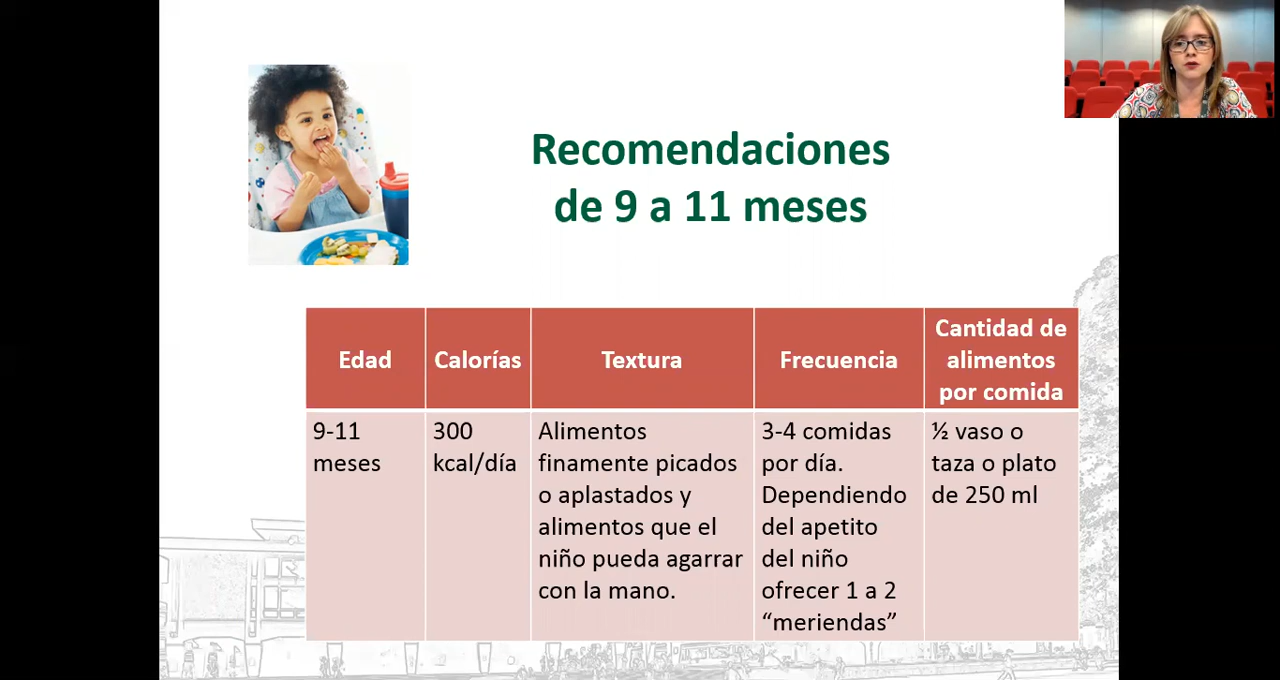 Recomendaciones
de 9 a 11 meses
Edad
Calorías
Textura
Frecuencia
Cantidad de
alimentos
por comida
9-11
meses
300
kcal/día
Alimentos
finamente picados
o aplastados y
alimentos que el
niño pueda agarrar
con la mano.
3-4 comidas
por día.
Dependiendo
del apetito
del niño
ofrecer 1 a 2
“meriendas”
½ vaso o
taza o plato
de 250 ml